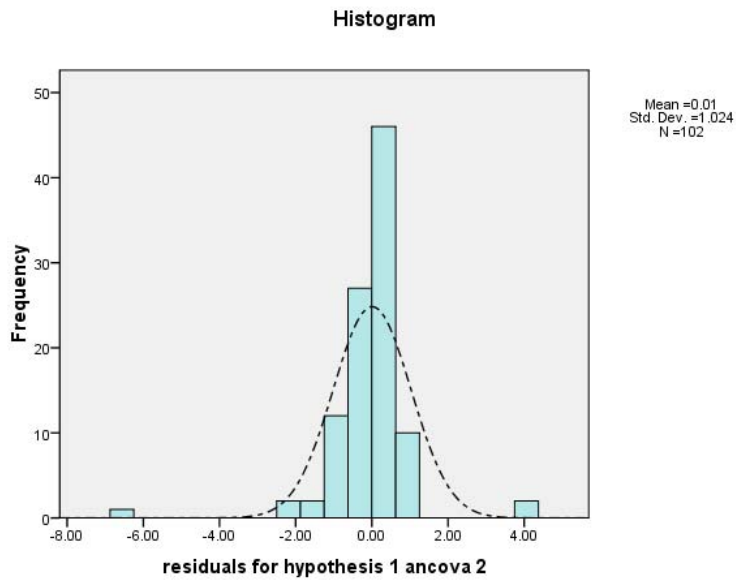 Histogram
Mean =0.01
Std. Dev. =1.024
N =102
Frequency
50
40
30
20
10
0
-8.00 -6.00 -4.00 -2.00 0.00 2.00 4.00
residuals for hypothesis 1 ancova 2